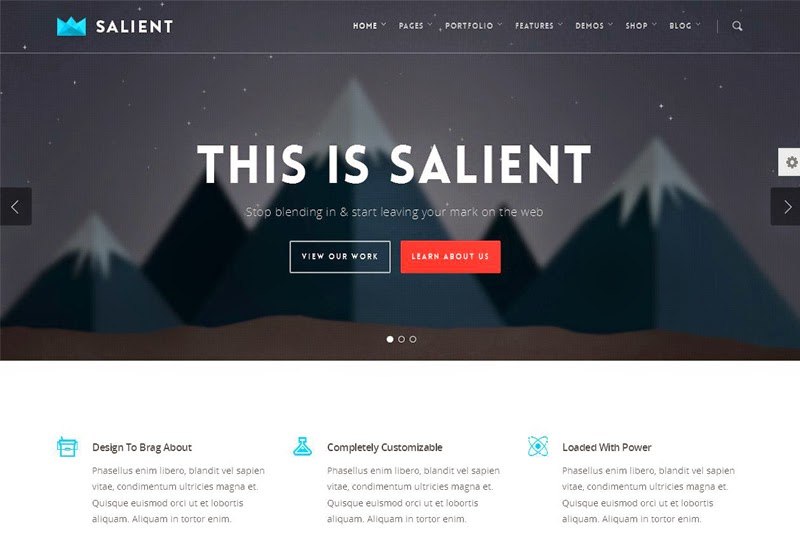 SALIENT
HOME PAGES PORTFOLIO FEATURES DEMOS SHOP BLOG
THIS IS SALIENT
Stop blending in & start leaving your mark on the web
VIEW OUR WORK LEARN ABOUT US
Design To Brag About
Phasellus enim libero, blandit vel sapien
vitae, condimentum ultricies magna et.
Quisque euismod orci ut et lobortis
aliquam. Aliquam in tortor enim.
Completely Customizable
Phasellus enim libero, blandit vel sapien
vitae, condimentum ultricies magna et.
Quisque euismod orci ut et lobortis
aliquam. Aliquam in tortor enim.
Loaded With Power
Phasellus enim libero, blandit vel sapien
vitae, condimentum ultricies magna et.
Quisque euismod orci ut et lobortis
aliquam. Aliquam in tortor enim.